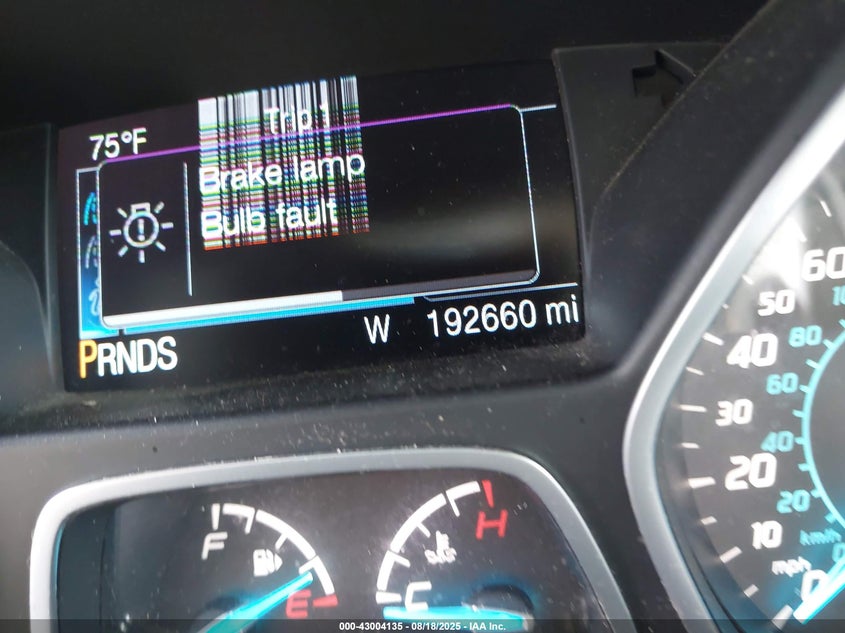 Trip 1
75°F
Brake lamp
Bulb fault
W 192660 mi
PRNDS
F
E
H
C
60
50
40
30
20
10
0
80
60
40
20
km/h
mph
000-43004135 - 08/18/2025 - IAA Inc.